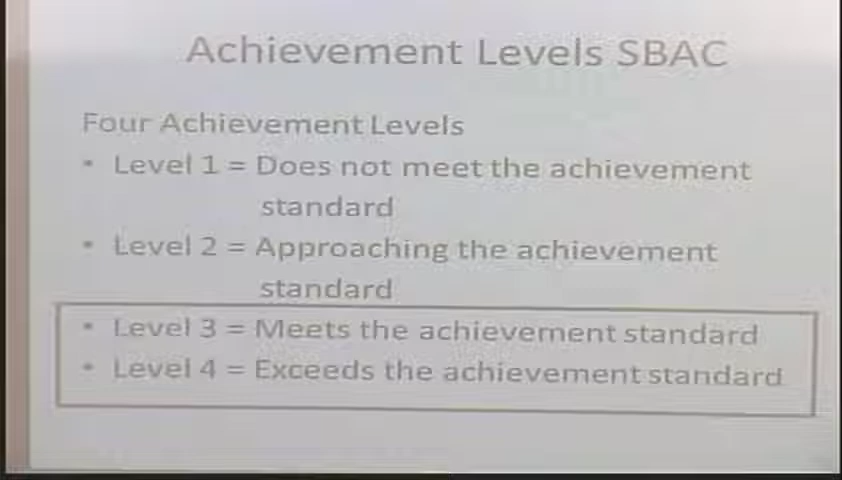 Achievement Levels SBAC
Four Achievement Levels
• Level 1 = Does not meet the achievement
standard
• Level 2 = Approaching the achievement
standard
• Level 3 = Meets the achievement standard
• Level 4 = Exceeds the achievement standard